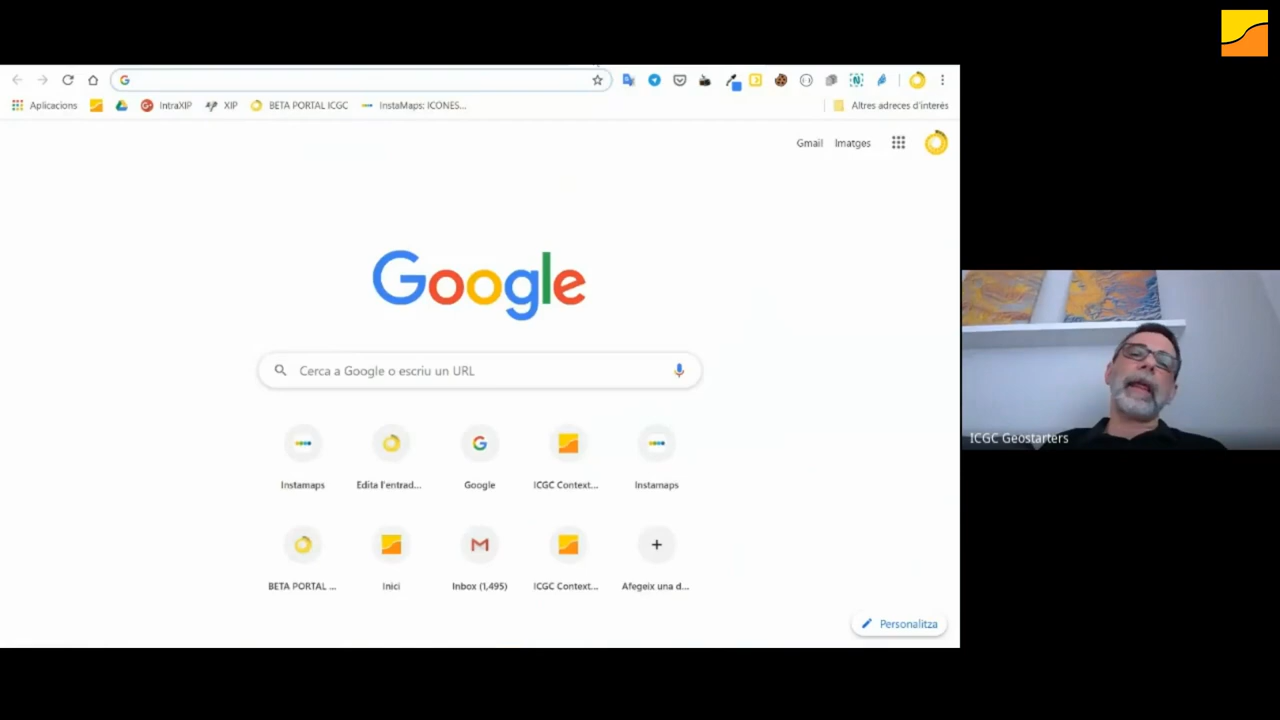 Aplicacions
IntraXIP
XIP
BETA PORTAL ICGC
InstaMaps: ICONES...
Altres adreces d'interès
Gmail
Imatges
Google
Cerca a Google o escriu un URL
Instamaps
Edita l'entrad...
Google
ICGC Context...
Instamaps
BETA PORTAL ...
Inici
Inbox (1,495)
ICGC Context...
Afegeix una d...
Personalitza
ICGC Geostarters